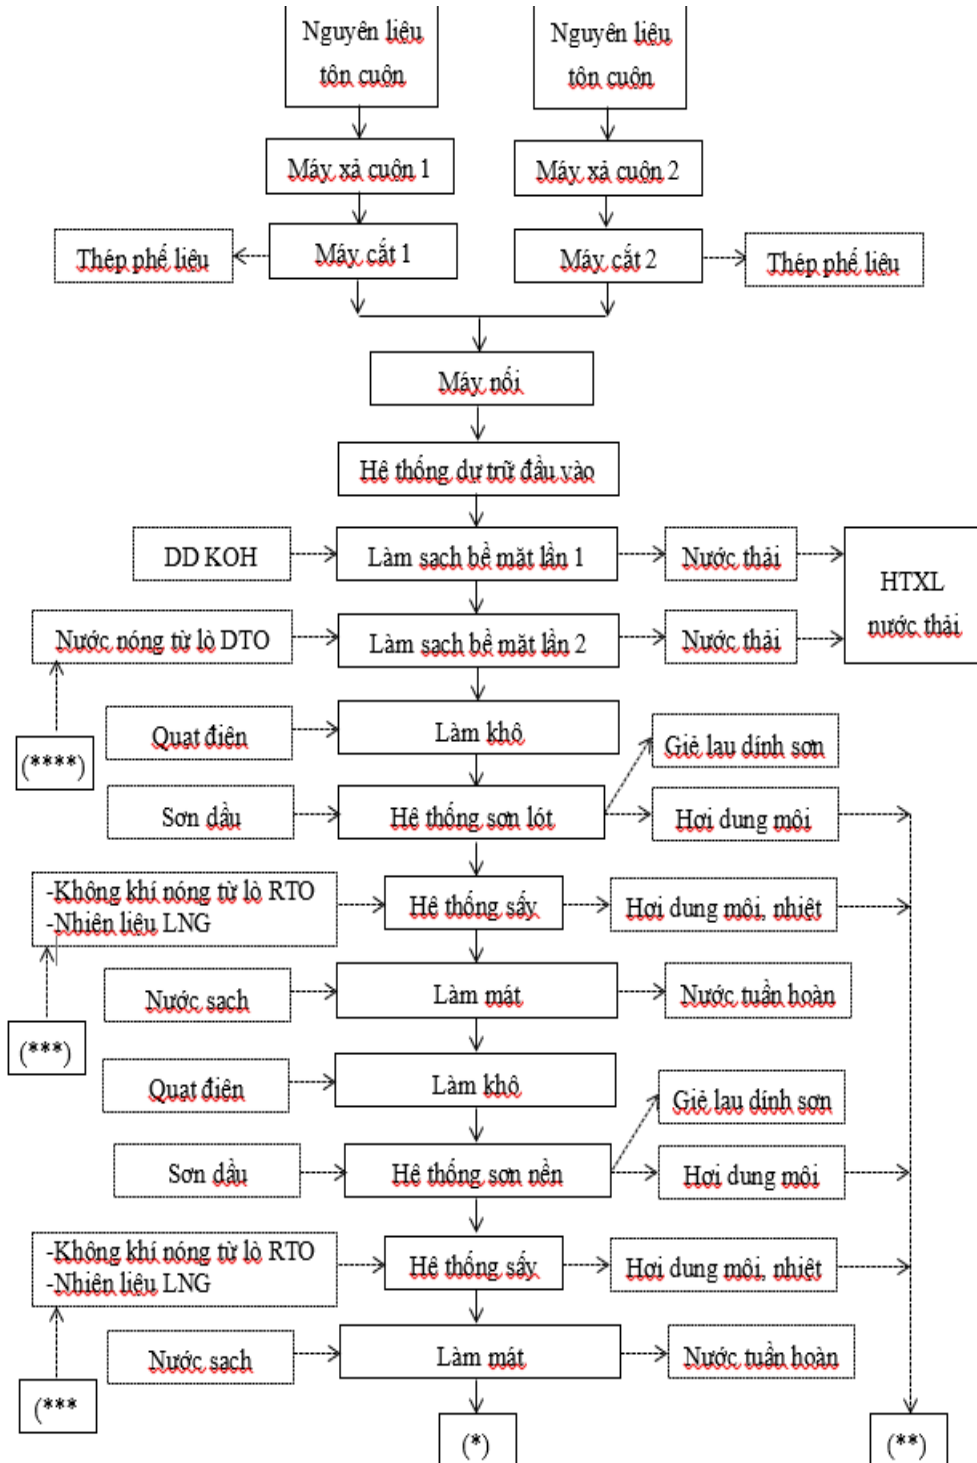 Nguyên liệu
tôn cuộn
Nguyên liệu
tôn cuộn
Máy xả cuộn 1
Máy xả cuộn 2
Thép phế liệu
Máy cắt 1
Máy cắt 2
Thép phế liệu
Máy nối
Hệ thống dự trữ đầu vào
DD KOH
Làm sạch bề mặt lần 1
Nước thải
HTXL
nước thải
Nước nóng từ lò DTO
Làm sạch bề mặt lần 2
Nước thải
(****)
Quạt điện
Làm khô
Giẻ lau dính sơn
Sơn dầu
Hệ thống sơn lót
Hơi dung môi
-Không khí nóng từ lò RTO
-Nhiên liệu LNG
Hệ thống sấy
Hơi dung môi, nhiệt
Nước sạch
Làm mát
Nước tuần hoàn
(***)
Quạt điện
Làm khô
Giẻ lau dính sơn
Sơn dầu
Hệ thống sơn nền
Hơi dung môi
-Không khí nóng từ lò RTO
-Nhiên liệu LNG
Hệ thống sấy
Hơi dung môi, nhiệt
Nước sạch
Làm mát
Nước tuần hoàn
(***
(*)
(**)